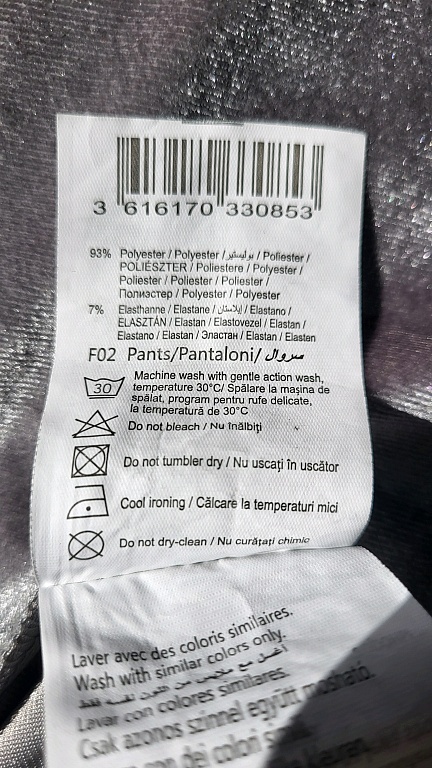 3 616170 330853
93% Polyester / Polyester / بوليستير / Poliester /
POLIÉSZTER / Poliestere / Polyester /
Poliester / Poliester / Poliester /
Полиэстер / Polyester / Polyester
7% Elasthanne / Elastane / إيلاستان / Elastano /
ELASZTÁN / Elastan / Elastovezel / Elastan /
Elastano / Elastan / Эластан / Elastan / Elasten
F02 Pants/Pantaloni/ سروال
30 Machine wash with gentle action wash,
temperature 30°C/ Spălare la mașina de
spălat, program pentru rufe delicate,
la temperatură de 30°C
Do not bleach / Nu înălbiți
Do not tumbler dry / Nu uscați în uscător
Cool ironing / Călcare la temperaturi mici
Do not dry-clean / Nu curățați chimic
Laver avec des coloris similaires.
Wash with similar colors only.
Lavar con colores similares.
Csak azonos színnel együtt mosható.
con dei colori